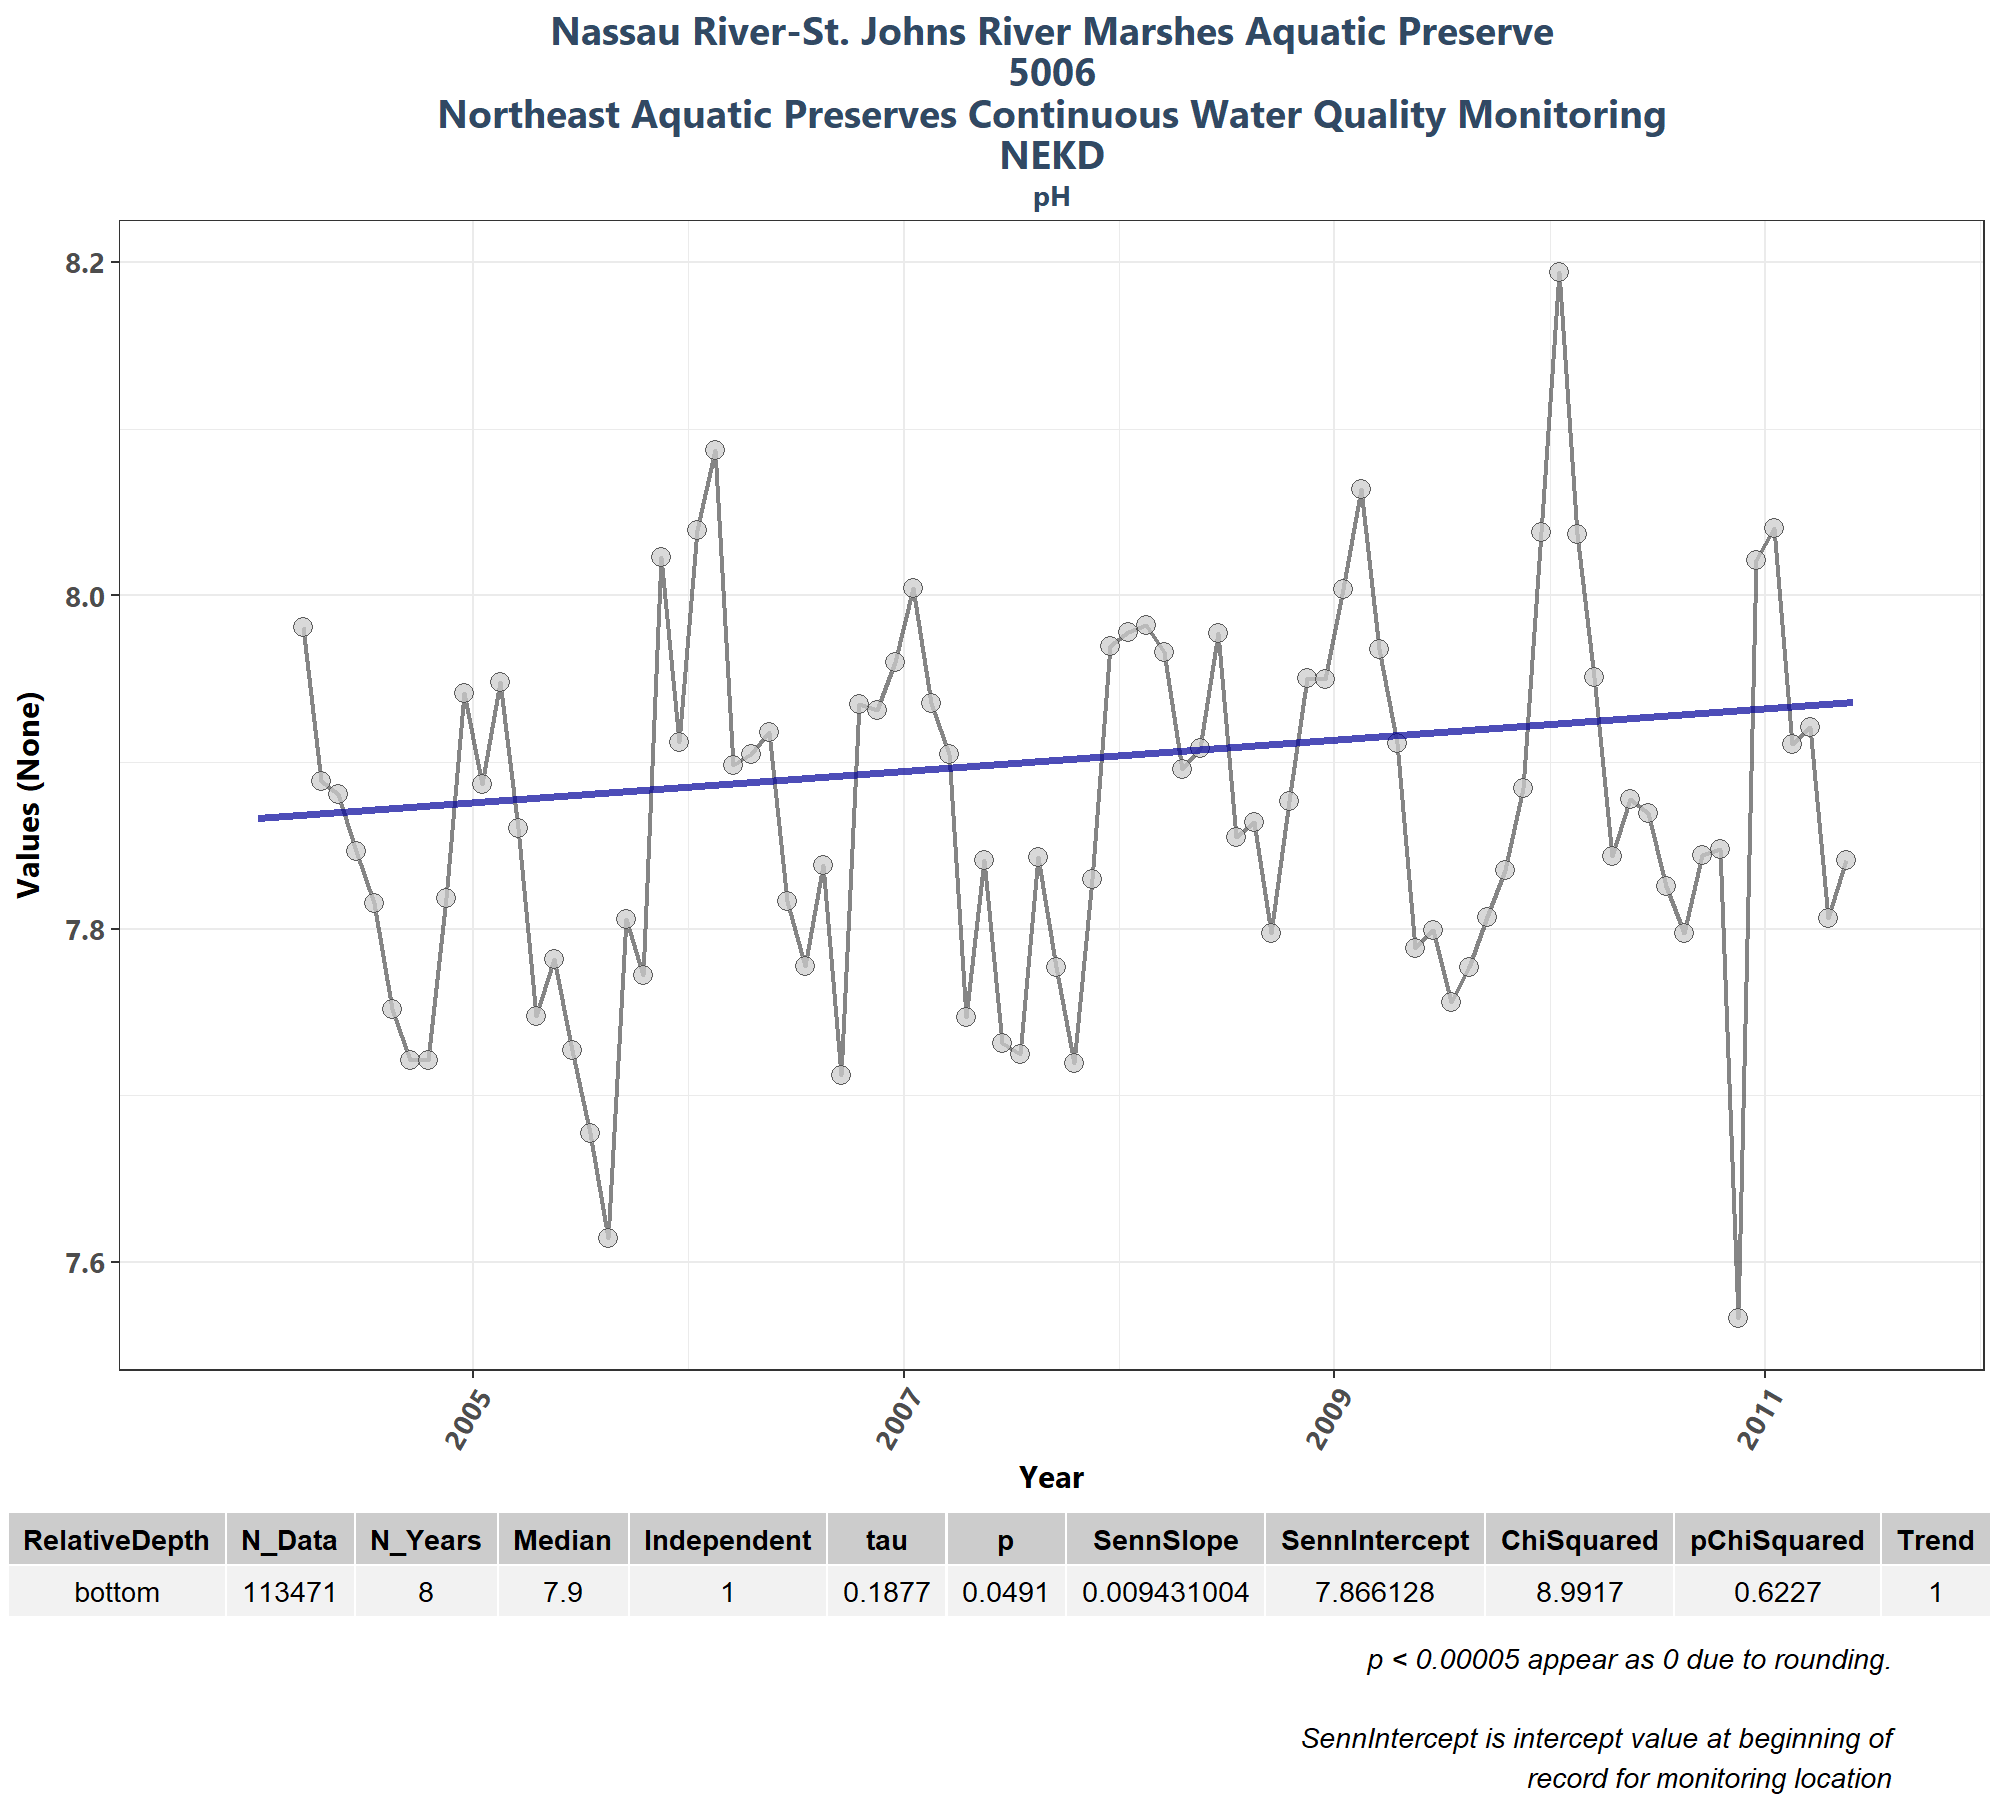 Nassau River-St. Johns River Marshes Aquatic Preserve
5006
Northeast Aquatic Preserves Continuous Water Quality Monitoring
NEKD
pH
8.2
8.0
7.8
7.6
Values (None)
2005 2007 2009 2011
Year
RelativeDepth N_Data N_Years Median Independent tau p SennSlope SennIntercept ChiSquared pChiSquared Trend
bottom 113471 8 7.9 1 0.1877 0.0491 0.009431004 7.866128 8.9917 0.6227 1
p < 0.00005 appear as 0 due to rounding.
SennIntercept is intercept value at beginning of
record for monitoring location